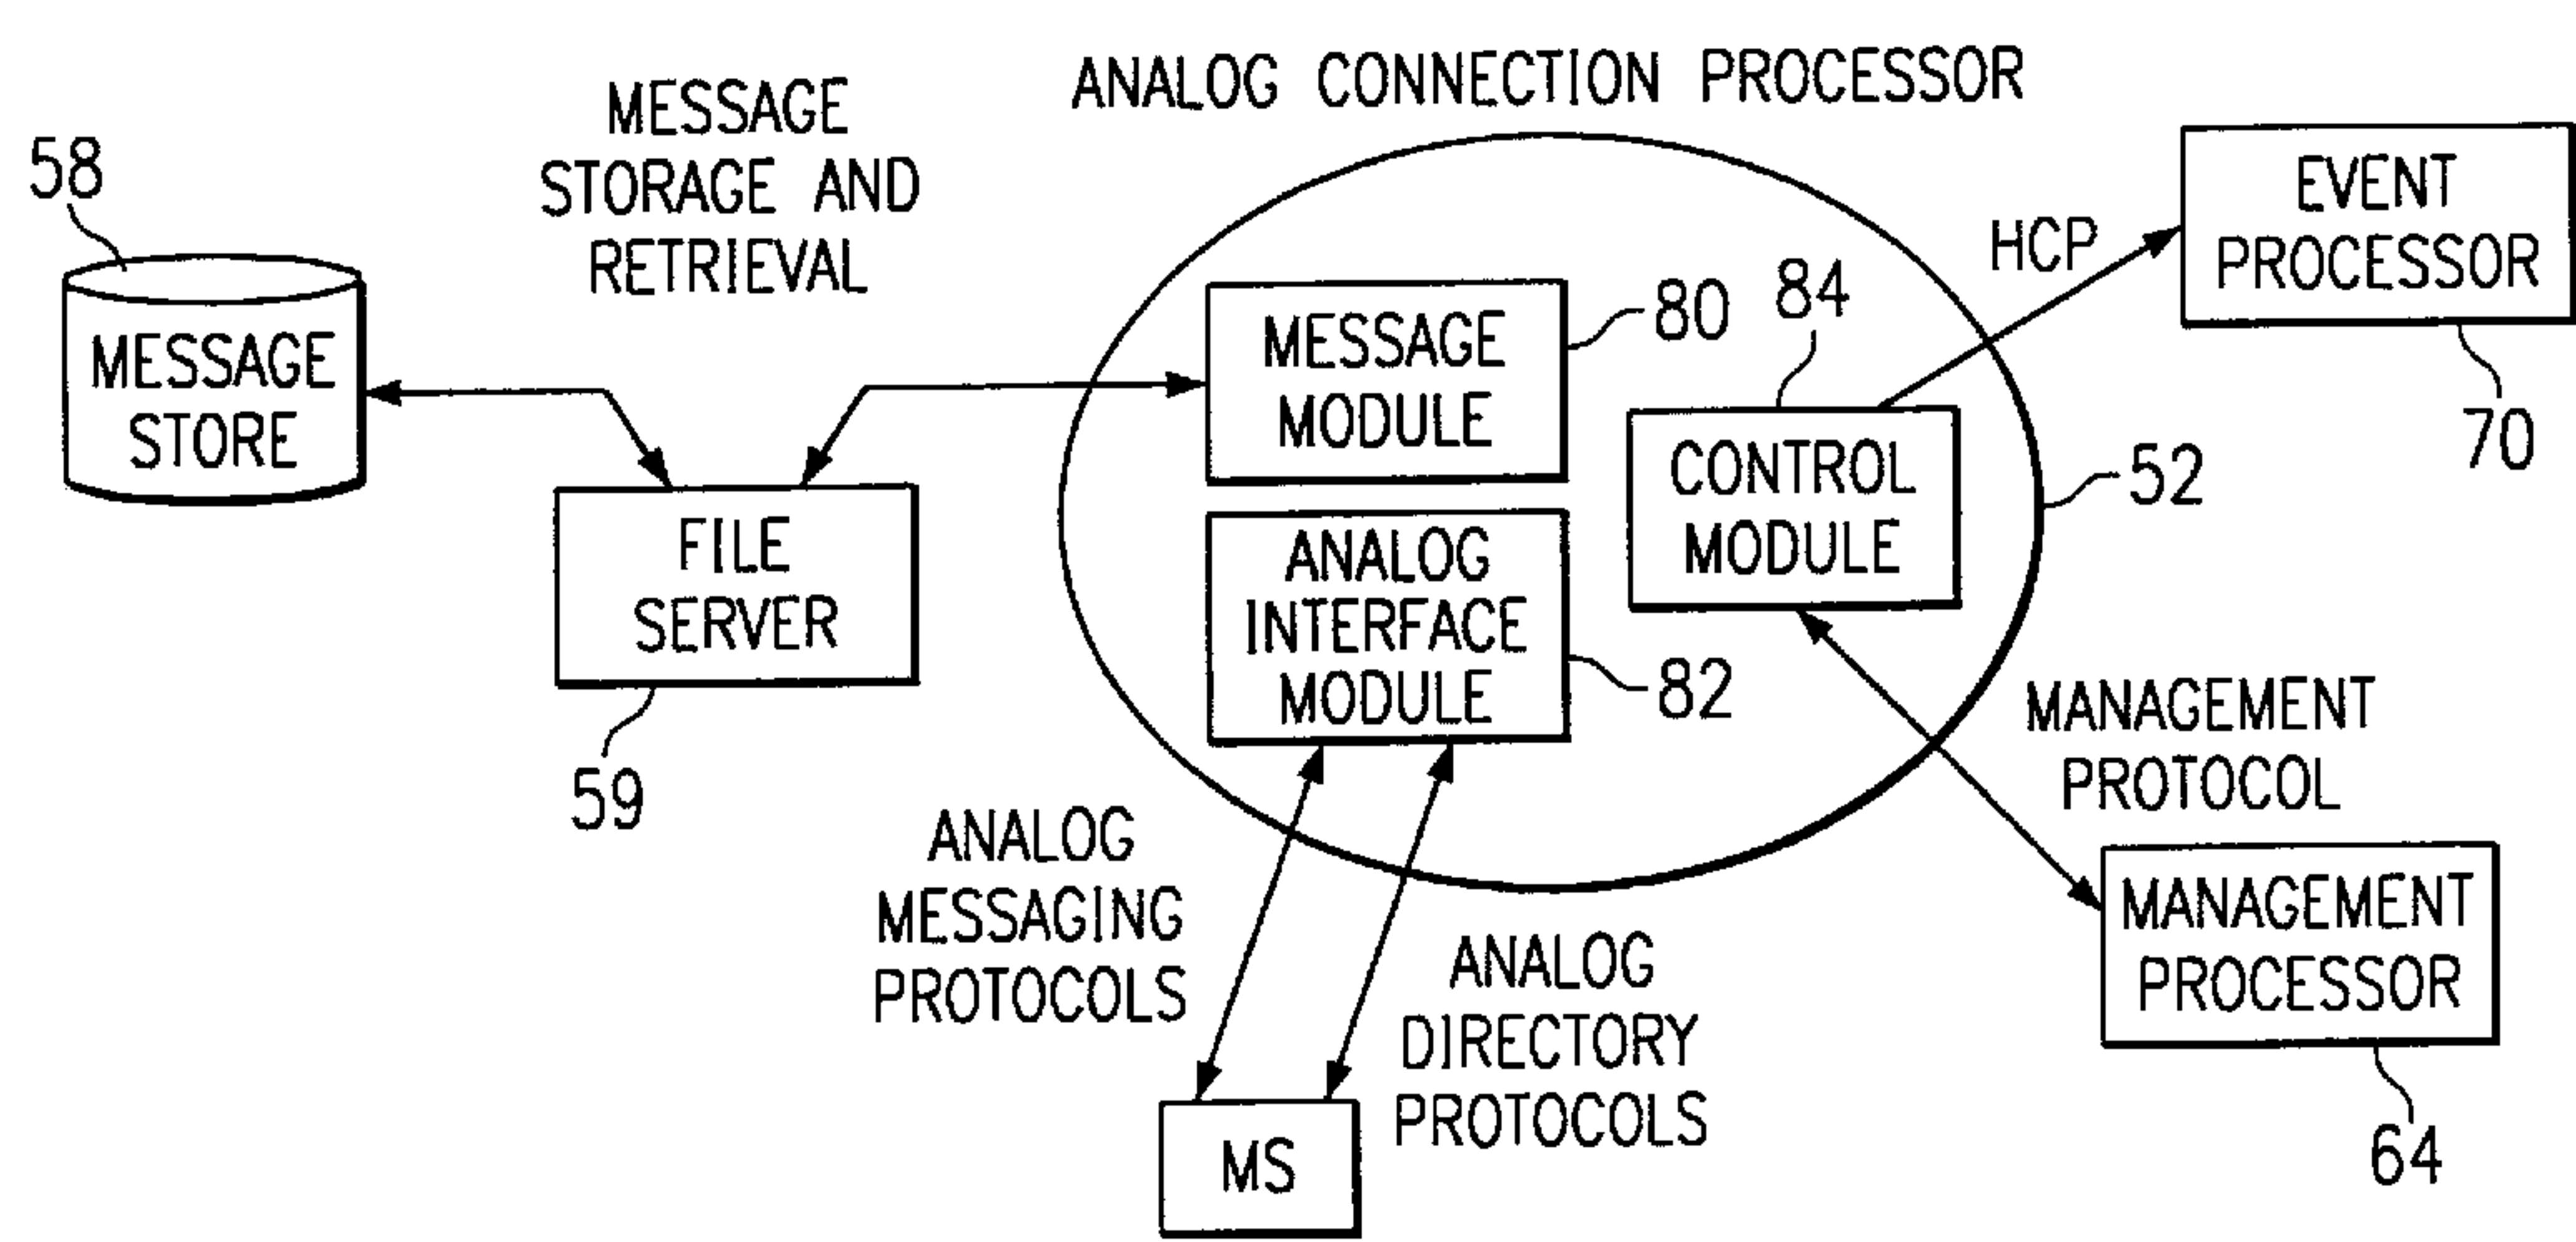 ANALOG CONNECTION PROCESSOR
58
MESSAGE
STORAGE AND
RETRIEVAL
MESSAGE
STORE
FILE
SERVER
59
MESSAGE
MODULE
80
ANALOG
INTERFACE
MODULE
82
84
CONTROL
MODULE
52
HCP
EVENT
PROCESSOR
70
MANAGEMENT
PROTOCOL
MANAGEMENT
PROCESSOR
64
ANALOG
MESSAGING
PROTOCOLS
ANALOG
DIRECTORY
PROTOCOLS
MS